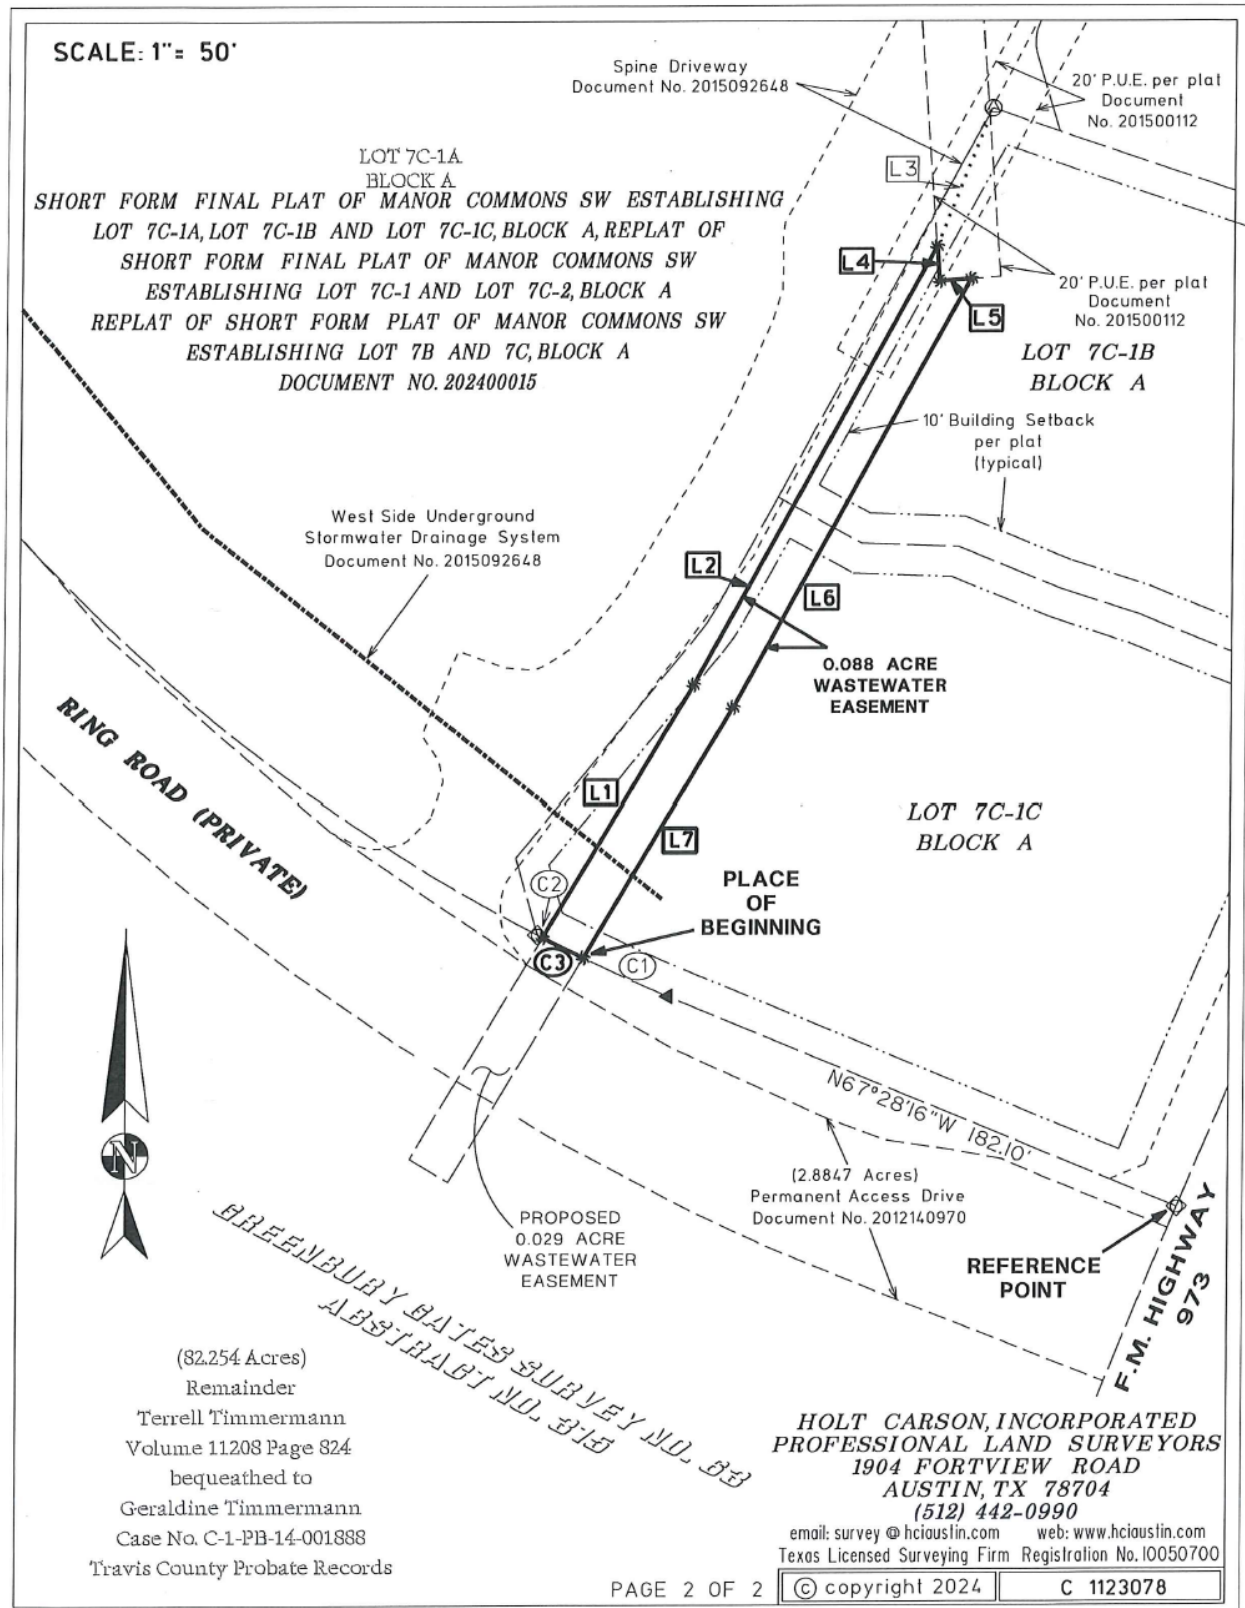 SCALE: 1"= 50'
Spine Driveway
Document No. 2015092648
20' P.U.E. per plat
Document
No. 201500112
LOT 7C-1A
BLOCK A
SHORT FORM FINAL PLAT OF MANOR COMMONS SW ESTABLISHING
LOT 7C-1A, LOT 7C-1B AND LOT 7C-1C, BLOCK A, REPLAT OF
SHORT FORM FINAL PLAT OF MANOR COMMONS SW
ESTABLISHING LOT 7C-1 AND LOT 7C-2, BLOCK A
REPLAT OF SHORT FORM PLAT OF MANOR COMMONS SW
ESTABLISHING LOT 7B AND 7C, BLOCK A
DOCUMENT NO. 202400015
L3
L4
L5
20' P.U.E. per plat
Document
No. 201500112
LOT 7C-1B
BLOCK A
10' Building Setback
per plat
(typical)
West Side Underground
Stormwater Drainage System
Document No. 2015092648
L2
L6
0.088 ACRE
WASTEWATER
EASEMENT
RING ROAD (PRIVATE)
L1
L7
LOT 7C-1C
BLOCK A
PLACE
OF
BEGINNING
C2
C3
C1
N67°28'16"W 182.10'
(2.8847 Acres)
Permanent Access Drive
Document No. 2012140970
REFERENCE
POINT
F.M. HIGHWAY
973
N
PROPOSED
0.029 ACRE
WASTEWATER
EASEMENT
GREENBURY GATES SURVEY NO. 63
ABSTRACT NO. 315
(82.254 Acres)
Remainder
Terrell Timmermann
Volume 11208 Page 824
bequeathed to
Geraldine Timmermann
Case No. C-1-PB-14-001888
Travis County Probate Records
HOLT CARSON, INCORPORATED
PROFESSIONAL LAND SURVEYORS
1904 FORTVIEW ROAD
AUSTIN, TX 78704
(512) 442-0990
email: survey @ hciaustin.com web: www.hciaustin.com
Texas Licensed Surveying Firm Registration No. 10050700
PAGE 2 OF 2
© copyright 2024
C 1123078